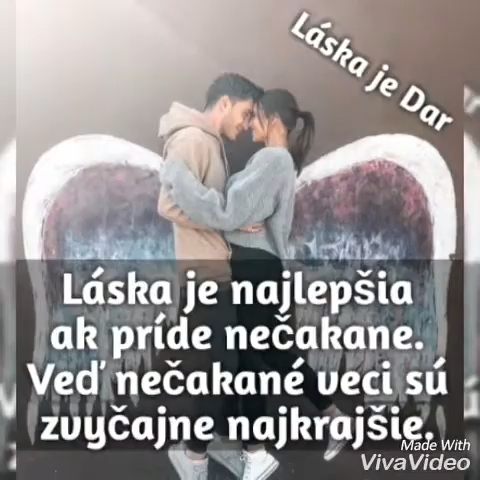 Láska je Dar
Láska je najlepšia
ak príde nečakane.
Veď nečakané veci sú
zvyčajne najkrajšie.
Made With
VivaVideo